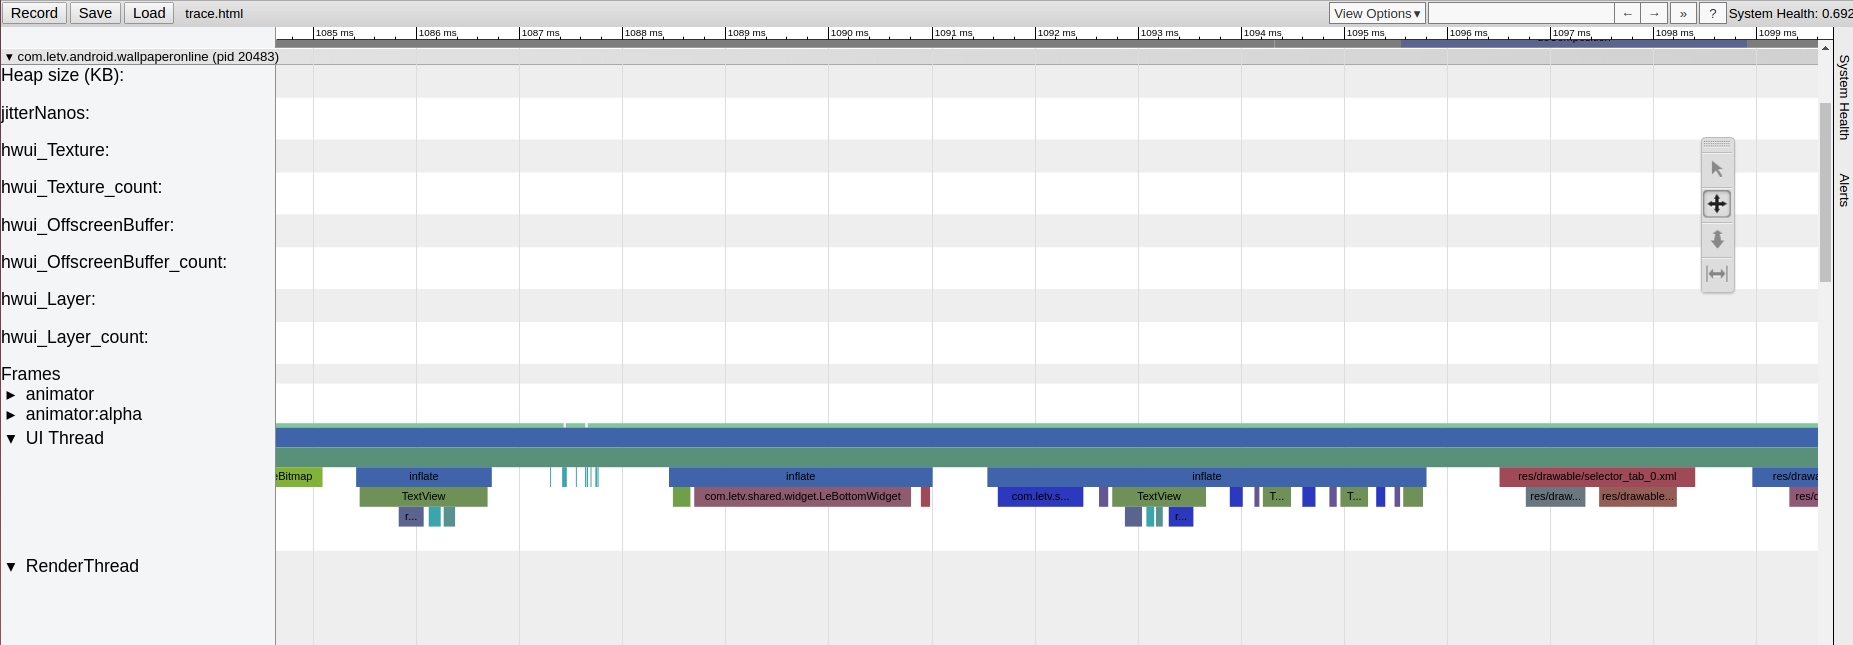 Record Save Load trace.html View Options▾ ← → » ? System Health: 0.692
1085 ms 1086 ms 1087 ms 1088 ms 1089 ms 1090 ms 1091 ms 1092 ms 1093 ms 1094 ms 1095 ms 1096 ms 1097 ms 1098 ms 1099 ms
▾ com.letv.android.wallpaperonline (pid 20483)
Heap size (KB):
jitterNanos:
hwui_Texture:
hwui_Texture_count:
hwui_OffscreenBuffer:
hwui_OffscreenBuffer_count:
hwui_Layer:
hwui_Layer_count:
Frames
▸ animator
▸ animator:alpha
▾ UI Thread
eBitmap inflate inflate inflate res/drawable/selector_tab_0.xml res/drawa
TextView com.letv.shared.widget.LeBottomWidget com.letv.s... TextView T... T... res/draw... res/drawable... res/d
r... r...
▾ RenderThread
System Health
Alerts